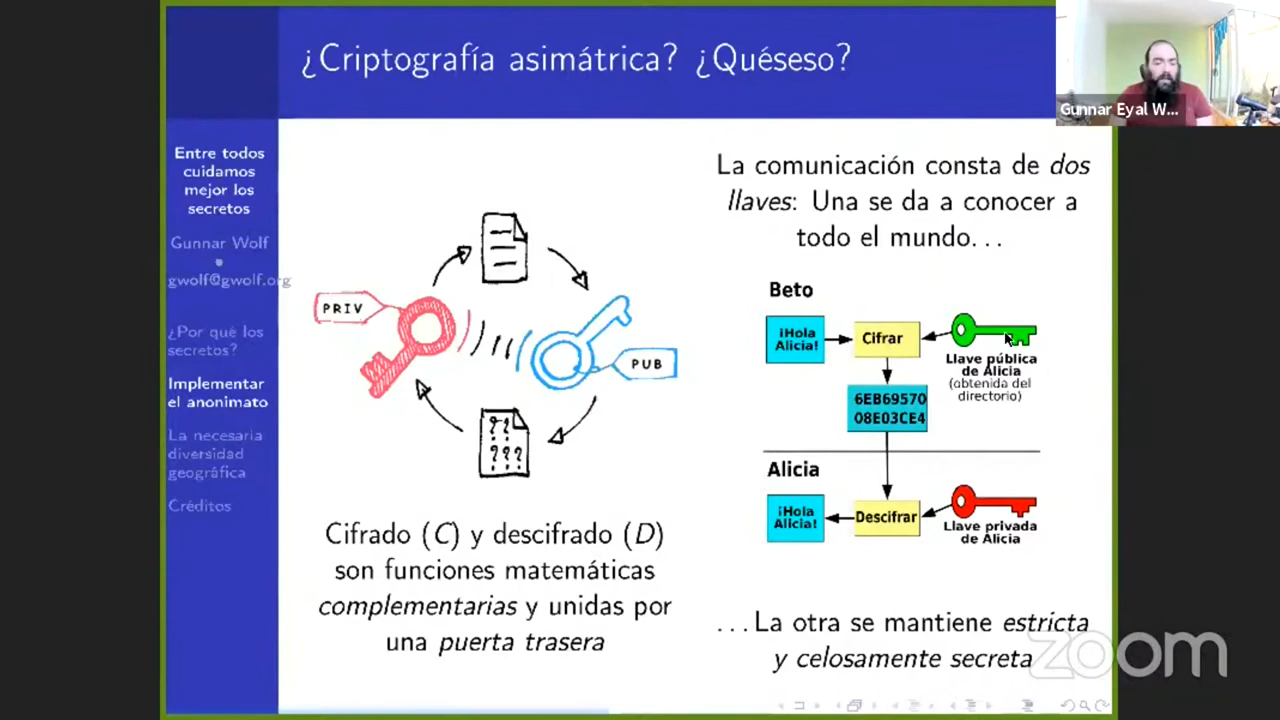 ¿Criptografía asimátrica? ¿Quéseso?
Gunnar Eyal W...
Entre todos
cuidamos
mejor los
secretos
Gunnar Wolf
gwolf@gwolf.org
¿Por qué los
secretos?
Implementar
el anonimato
La necesaria
diversidad
geográfica
Créditos
PRIV
PUB
? ?
? ? ?
Cifrado (C) y descifrado (D)
son funciones matemáticas
complementarias y unidas por
una puerta trasera
La comunicación consta de dos
llaves: Una se da a conocer a
todo el mundo...
Beto
¡Hola
Alicia!
Cifrar
Llave pública
de Alicia
(obtenida del
directorio)
6EB69570
08E03CE4
Alicia
¡Hola
Alicia!
Descifrar
Llave privada
de Alicia
...La otra se mantiene estricta
y celosamente secreta
zoom